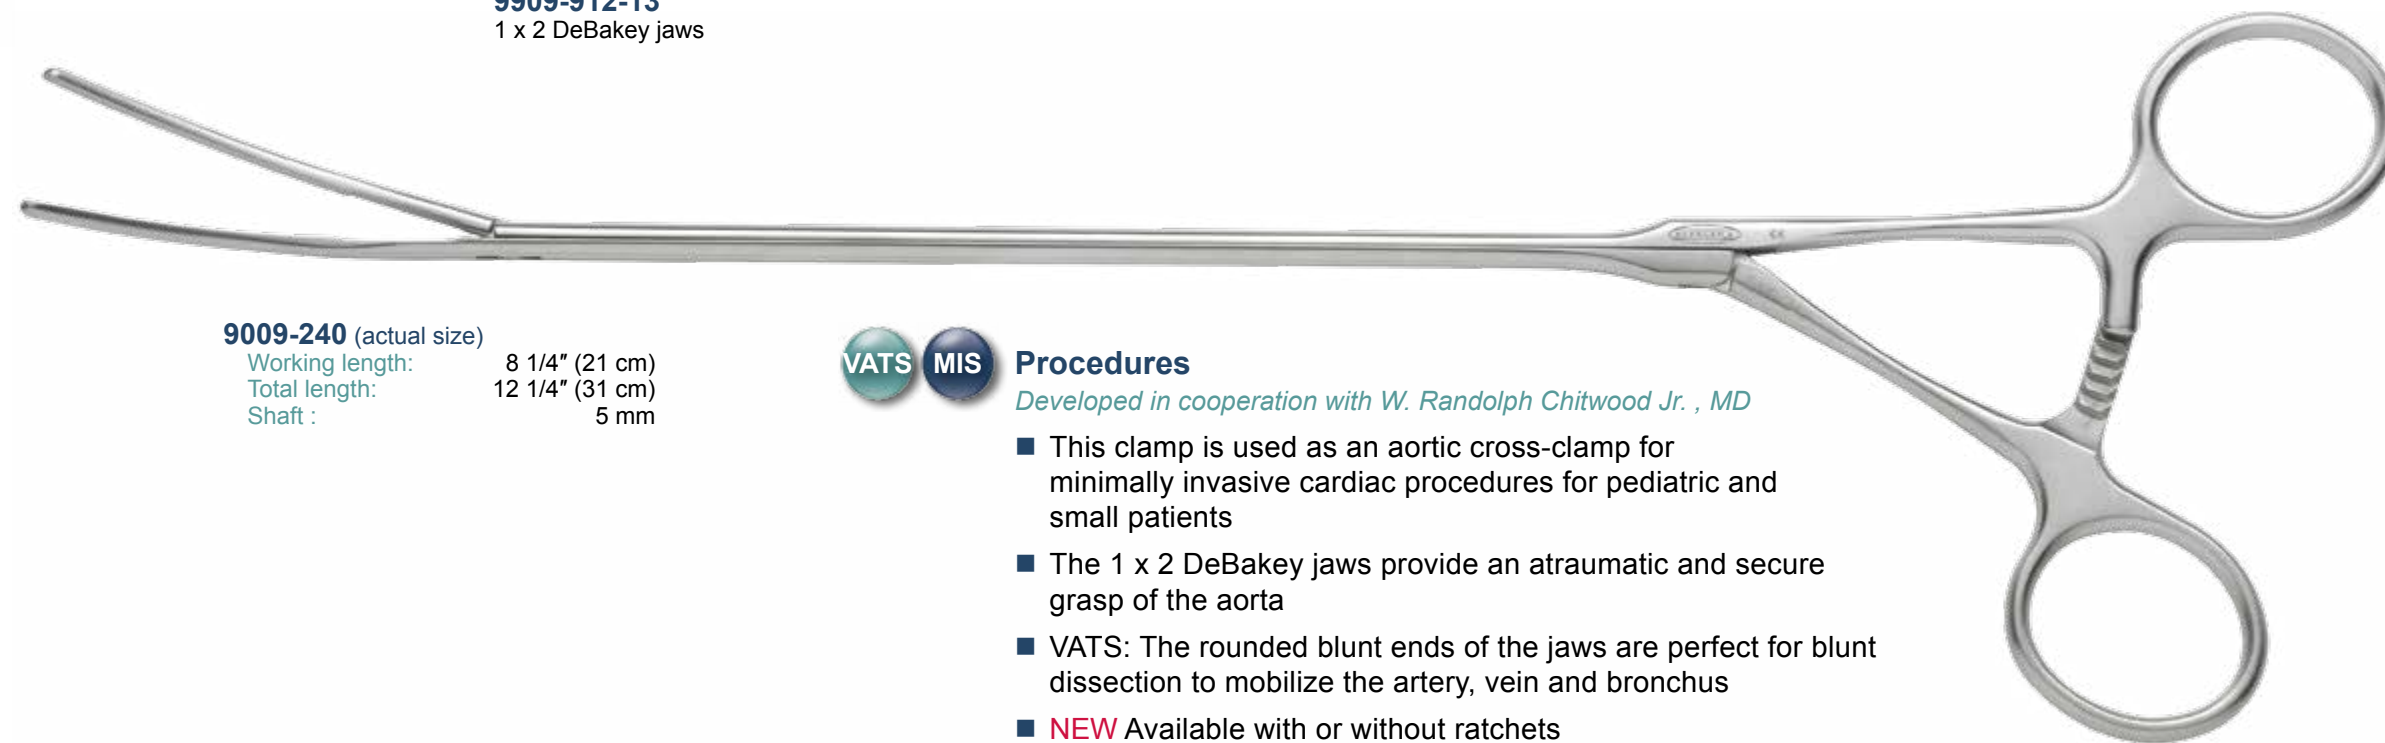 9909-912-13
1 x 2 DeBakey jaws
9009-240 (actual size)
Working length: 8 1/4″ (21 cm)
Total length: 12 1/4″ (31 cm)
Shaft : 5 mm
VATS MIS Procedures
Developed in cooperation with W. Randolph Chitwood Jr. , MD
■ This clamp is used as an aortic cross-clamp for
minimally invasive cardiac procedures for pediatric and
small patients
■ The 1 x 2 DeBakey jaws provide an atraumatic and secure
grasp of the aorta
■ VATS: The rounded blunt ends of the jaws are perfect for blunt
dissection to mobilize the artery, vein and bronchus
■ NEW Available with or without ratchets